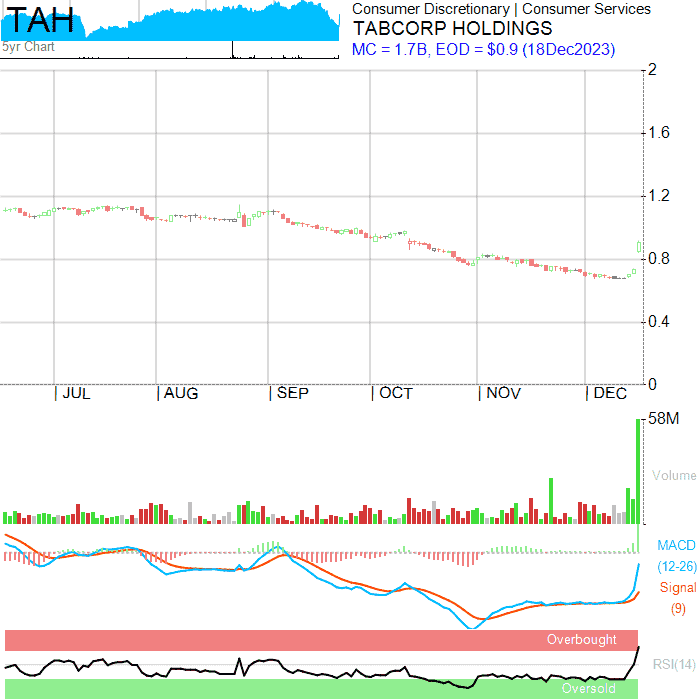 TAH
5yr Chart
Consumer Discretionary | Consumer Services
TABCORP HOLDINGS
MC = 1.7B, EOD = $0.9 (18Dec2023)
2
1.6
1.2
0.8
0.4
0
JUL
AUG
SEP
OCT
NOV
DEC
58M
Volume
MACD
(12-26)
Signal
(9)
Overbought
RSI(14)
Oversold